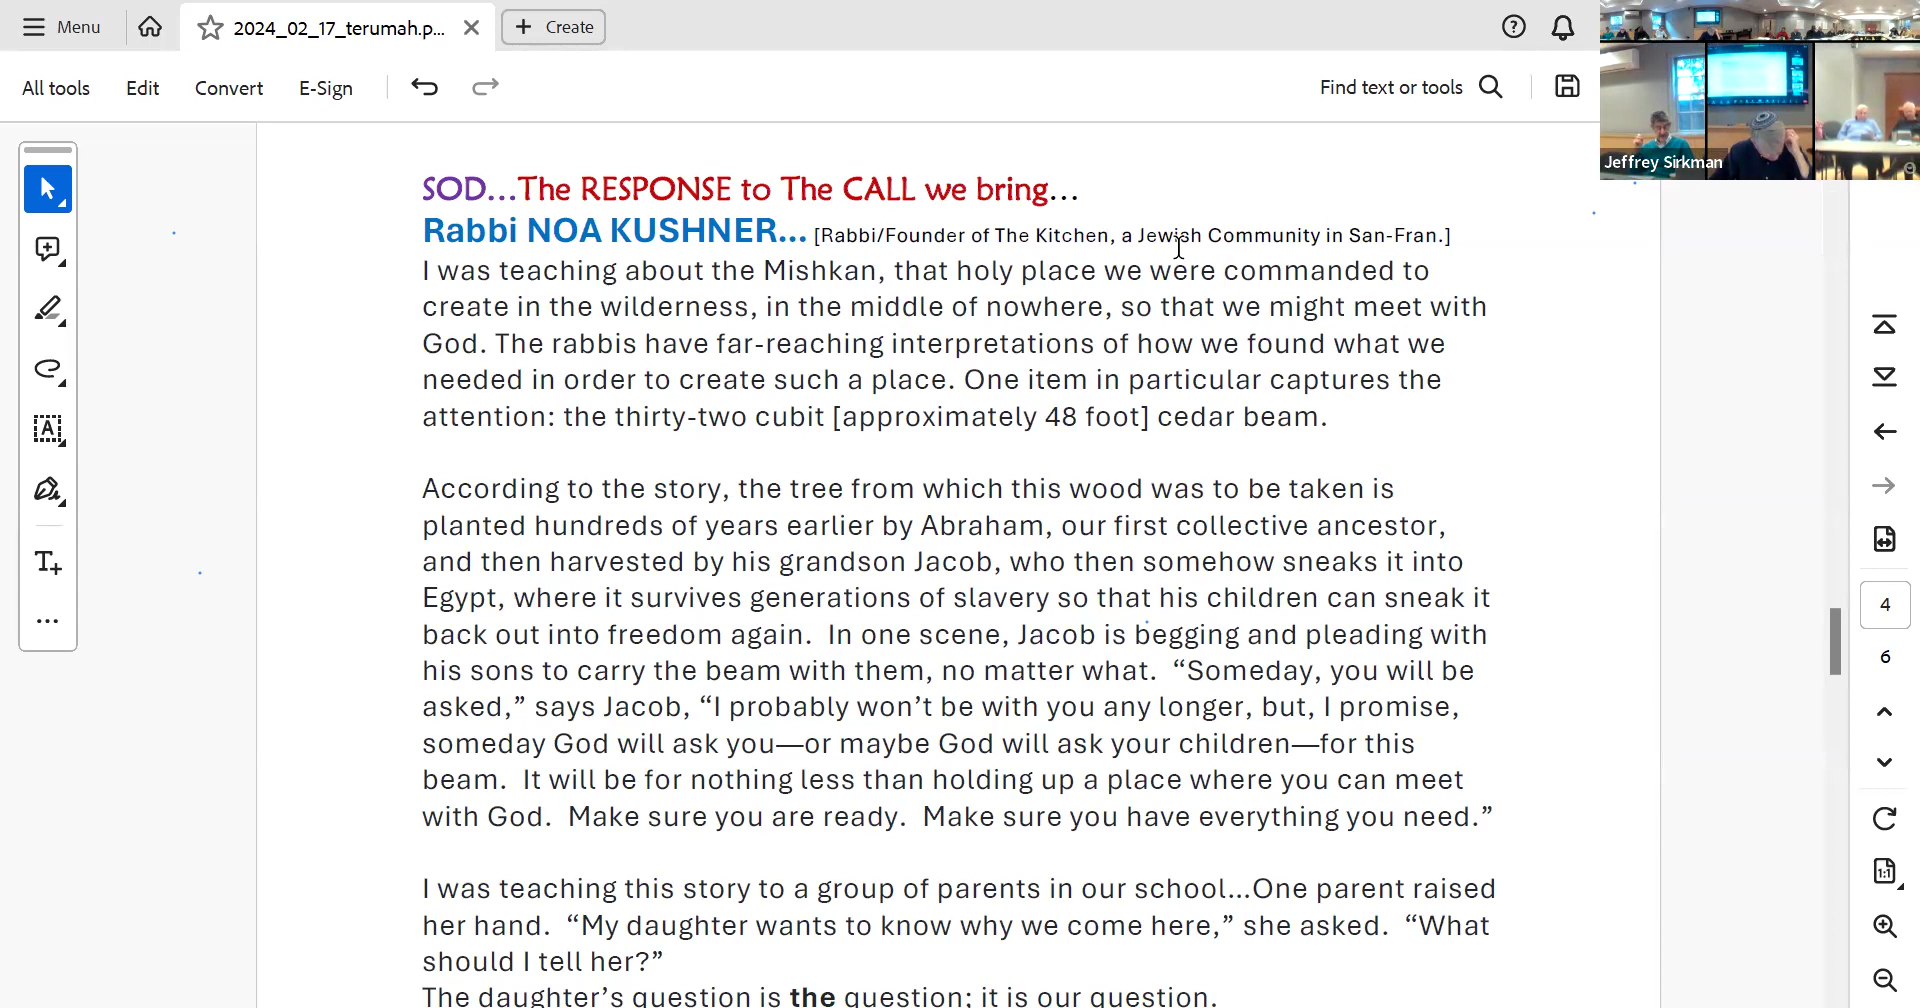 Menu
2024_02_17_terumah.p...
Create
All tools
Edit
Convert
E-Sign
Find text or tools
Jeffrey Sirkman
SOD...The RESPONSE to The CALL we bring...
Rabbi NOA KUSHNER... [Rabbi/Founder of The Kitchen, a Jewish Community in San-Fran.]
I was teaching about the Mishkan, that holy place we were commanded to
create in the wilderness, in the middle of nowhere, so that we might meet with
God. The rabbis have far-reaching interpretations of how we found what we
needed in order to create such a place. One item in particular captures the
attention: the thirty-two cubit [approximately 48 foot] cedar beam.
According to the story, the tree from which this wood was to be taken is
planted hundreds of years earlier by Abraham, our first collective ancestor,
and then harvested by his grandson Jacob, who then somehow sneaks it into
Egypt, where it survives generations of slavery so that his children can sneak it
back out into freedom again.  In one scene, Jacob is begging and pleading with
his sons to carry the beam with them, no matter what.  “Someday, you will be
asked,” says Jacob, “I probably won’t be with you any longer, but, I promise,
someday God will ask you—or maybe God will ask your children—for this
beam.  It will be for nothing less than holding up a place where you can meet
with God.  Make sure you are ready.  Make sure you have everything you need.”
I was teaching this story to a group of parents in our school...One parent raised
her hand.  “My daughter wants to know why we come here,” she asked.  “What
should I tell her?”
The daughter’s question is the question; it is our question.
4
6
1:1